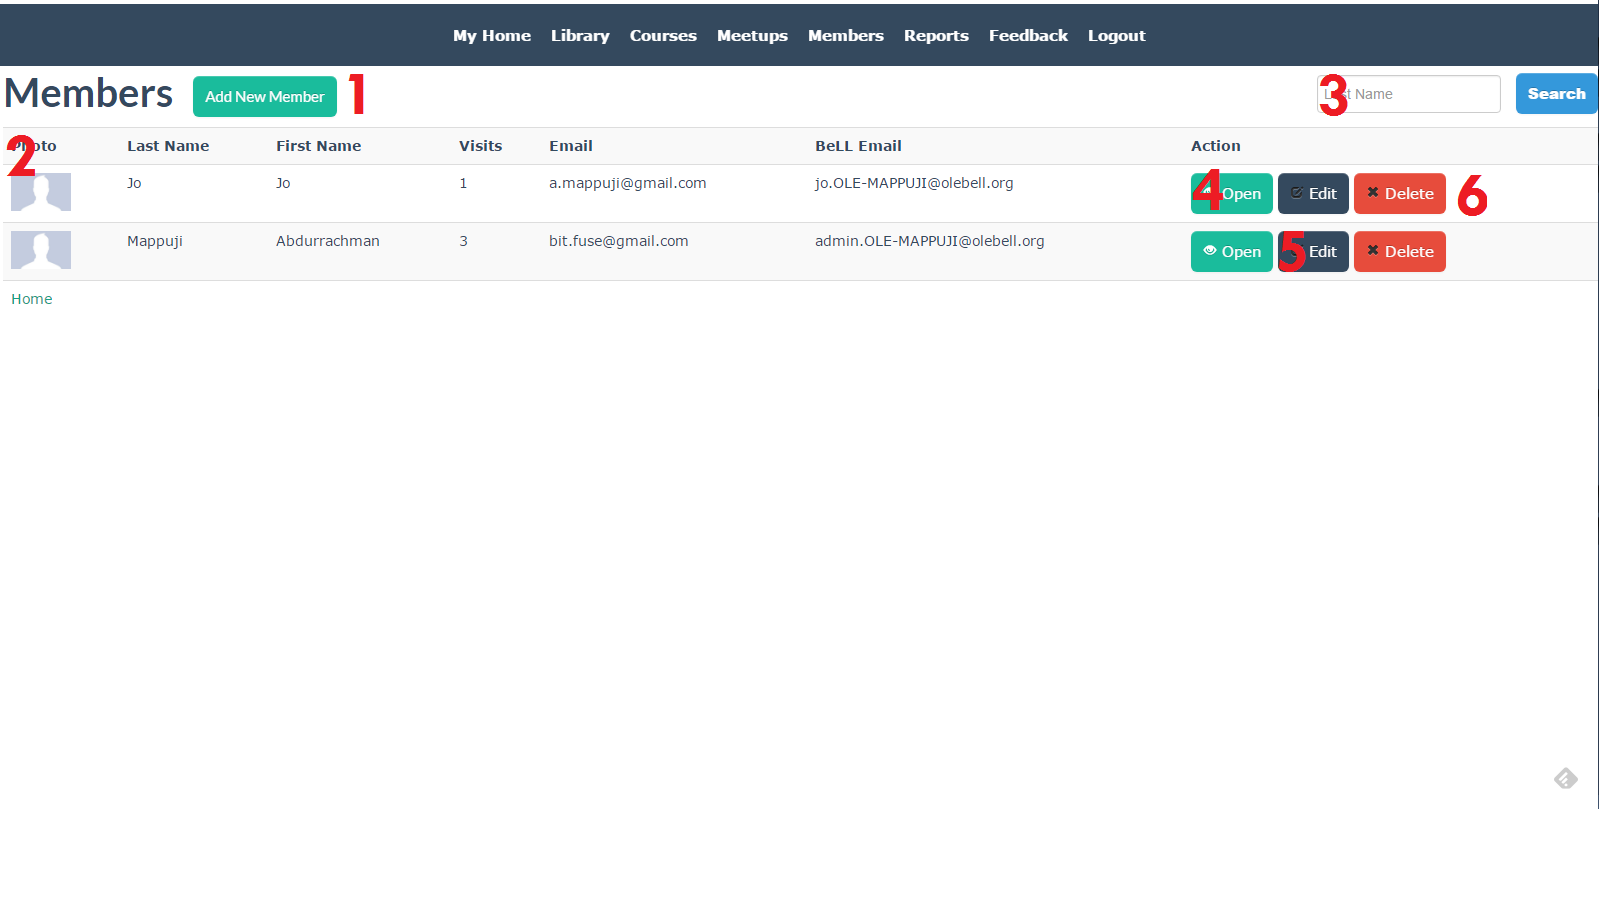 My Home Library Courses Meetups Members Reports Feedback Logout
Members Add New Member 1 3 Last Name Search
2 Photo Last Name First Name Visits Email BeLL Email Action
Jo Jo 1 a.mappuji@gmail.com jo.OLE-MAPPUJI@olebell.org 4 Open Edit Delete 6
Mappuji Abdurrachman 3 bit.fuse@gmail.com admin.OLE-MAPPUJI@olebell.org Open 5 Edit Delete
Home